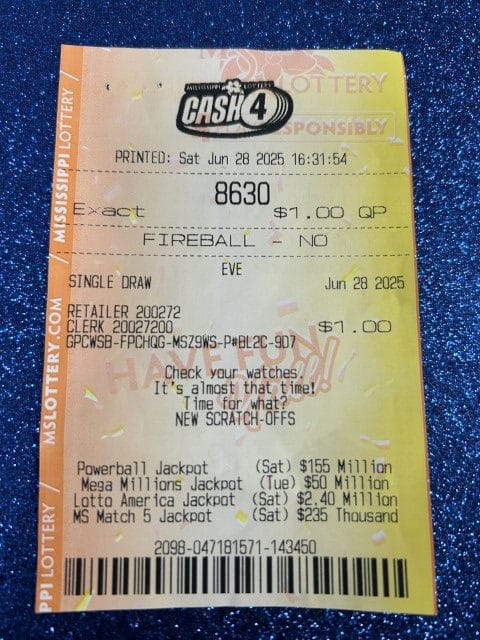 MISSISSIPPI LOTTERY
CASH 4
LOTTERY
RESPONSIBLY
PRINTED: Sat Jun 28 2025 16:31:54
8630
Exact $1.00 QP
FIREBALL - NO
EVE
SINGLE DRAW Jun 28 2025
RETAILER 200272
CLERK 20027200 $1.00
GPCWSB-FPCHQG-MSZ9WS-P#BL2C-9D7
HAVE FUN
Check your watches.
It's almost that time!
Time for what?
NEW SCRATCH-OFFS
Powerball Jackpot (Sat) $155 Million
Mega Millions Jackpot (Tue) $50 Million
Lotto America Jackpot (Sat) $2.40 Million
MS Match 5 Jackpot (Sat) $235 Thousand
2098-047181571-143450
MISSISSIPPI LOTTERY
MSLOTTERY.COM
PPI LOTTERY